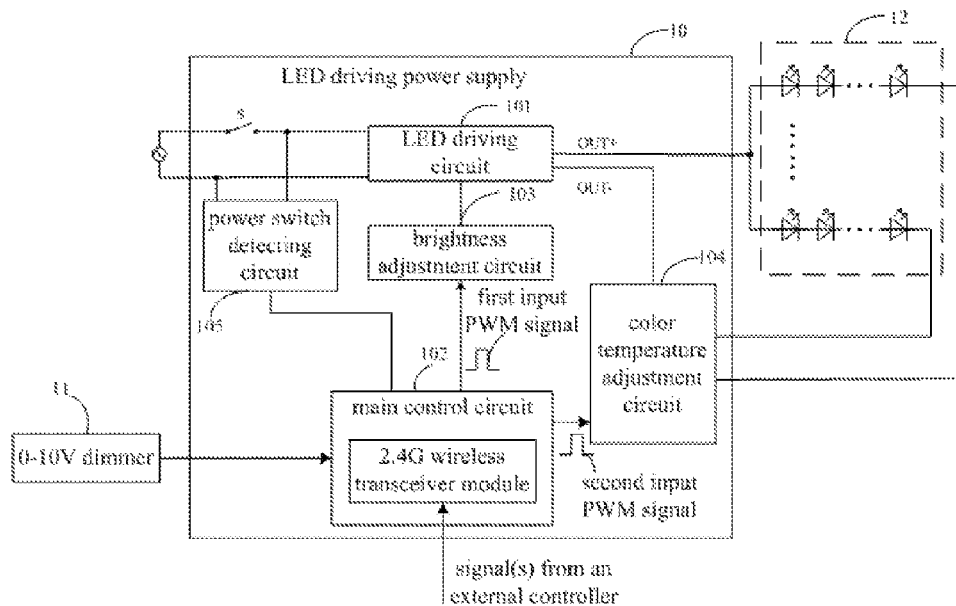 10
12
LED driving power supply
s
101
LED driving
circuit
OUT+
OUT-
103
power switch
detecting
circuit
brightness
adjustment circuit
104
105
first input
PWM signal
color
temperature
adjustment
circuit
102
11
main control circuit
0-10V dimmer
2.4G wireless
transceiver module
second input
PWM signal
signal(s) from an
external controller